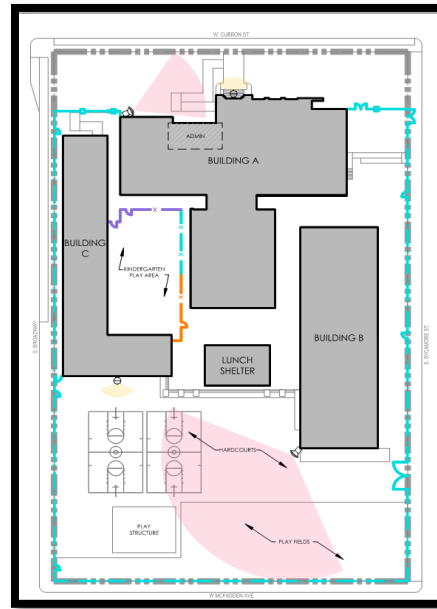 W. CUBBON ST.
ADMIN
BUILDING A
BUILDING
C
KINDERGARTEN
PLAY AREA
BUILDING B
S. BROADWAY
S. SYCAMORE ST
LUNCH
SHELTER
HARDCOURTS
PLAY
STRUCTURE
PLAY FIELDS
W MCFADDEN AVE.